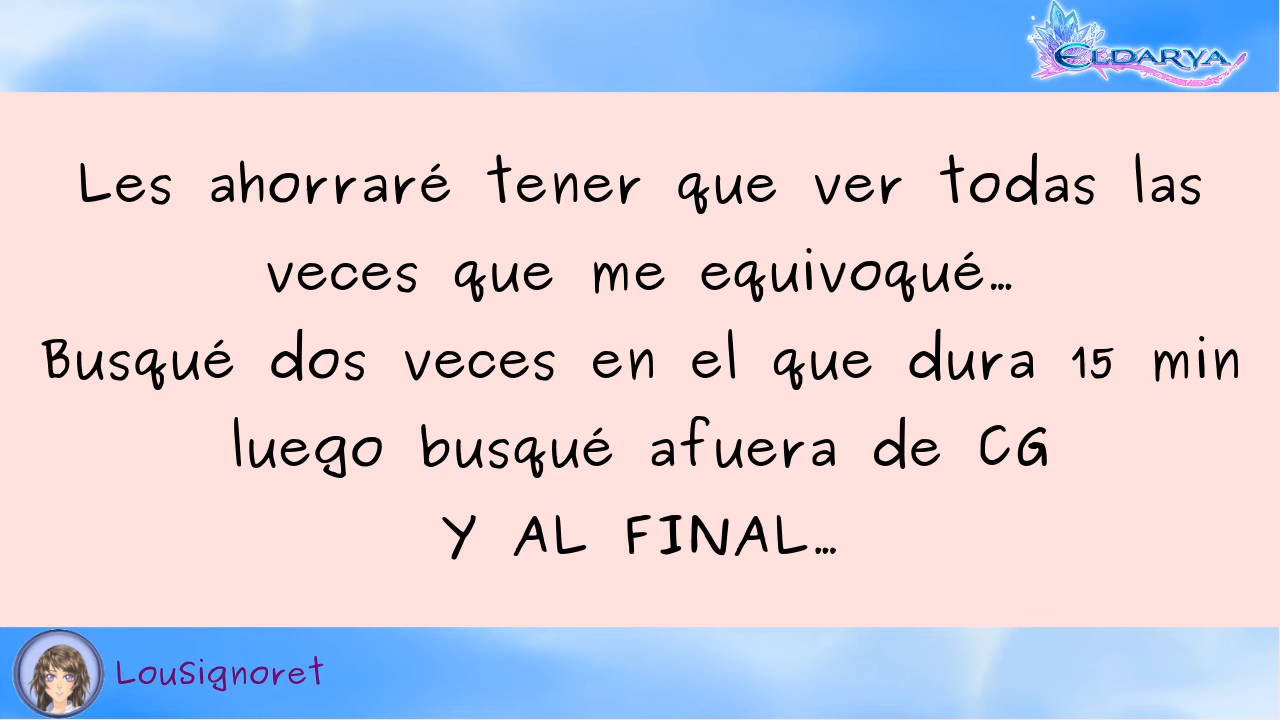 ELDARYA
Les ahorraré tener que ver todas las
veces que me equivoqué...
Busqué dos veces en el que dura 15 min
luego busqué afuera de CG
Y AL FINAL...
LouSignoret